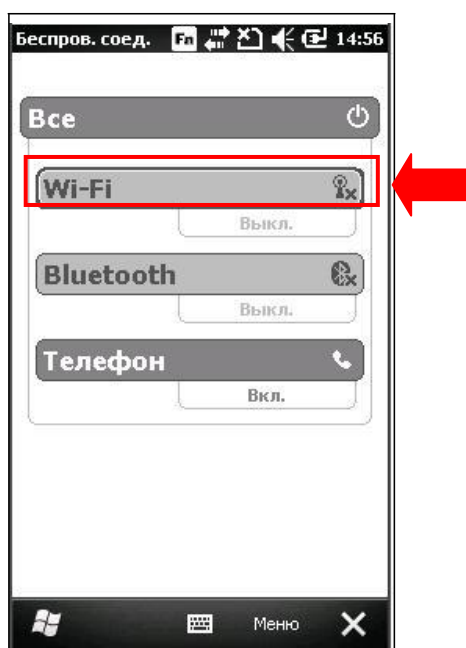 Беспров. соед. Fn 14:56
Все
Wi-Fi
Выкл.
Bluetooth
Выкл.
Телефон
Вкл.
Меню